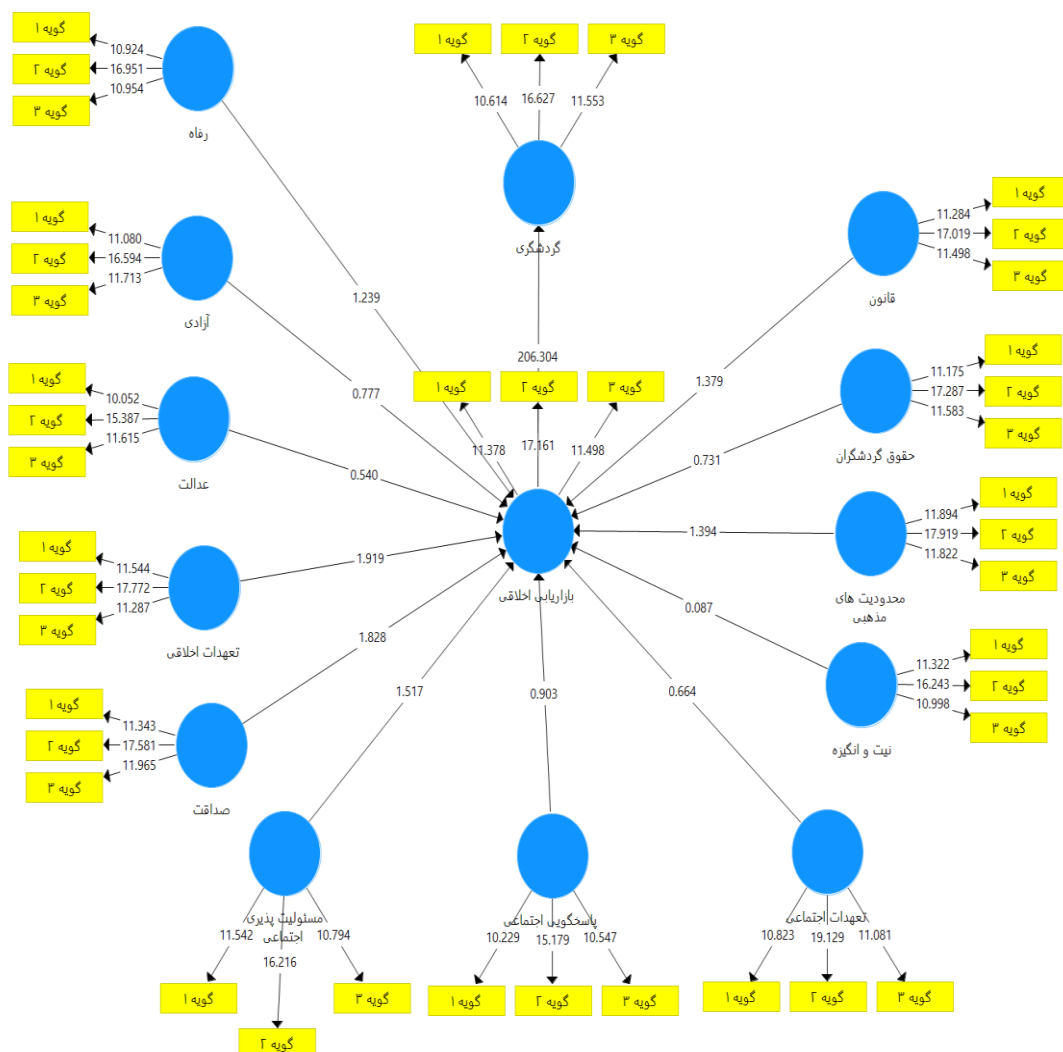 گویه ۱
10.924
گویه ۲
16.951
گویه ۳
10.954
رفاه
گویه ۱
گویه ۲
گویه ۳
10.614
16.627
11.553
گردشگری
گویه ۱
11.284
گویه ۲
17.019
گویه ۳
11.498
قانون
گویه ۱
11.080
گویه ۲
16.594
گویه ۳
11.713
آزادی
1.239
0.777
206.304
1.379
گویه ۱
11.175
گویه ۲
17.287
گویه ۳
11.583
حقوق گردشگران
0.731
گویه ۱
10.052
گویه ۲
15.387
گویه ۳
11.615
عدالت
0.540
گویه ۱
گویه ۲
گویه ۳
11.378
17.161
11.498
بازاریابی اخلاقی
گویه ۱
11.894
گویه ۲
17.919
گویه ۳
11.822
محدودیت های
مذهبی
1.394
گویه ۱
11.544
گویه ۲
17.772
گویه ۳
11.287
تعهدات اخلاقی
1.919
گویه ۱
11.322
گویه ۲
16.243
گویه ۳
10.998
نیت و انگیزه
0.087
گویه ۱
11.343
گویه ۲
17.581
گویه ۳
11.965
صداقت
1.828
1.517
0.903
0.664
مسئولیت پذیری
اجتماعی
11.542
16.216
10.794
گویه ۱
گویه ۲
گویه ۳
پاسخگویی اجتماعی
10.229
15.179
10.547
گویه ۱
گویه ۲
گویه ۳
تعهدات اجتماعی
10.823
19.129
11.081
گویه ۱
گویه ۲
گویه ۳